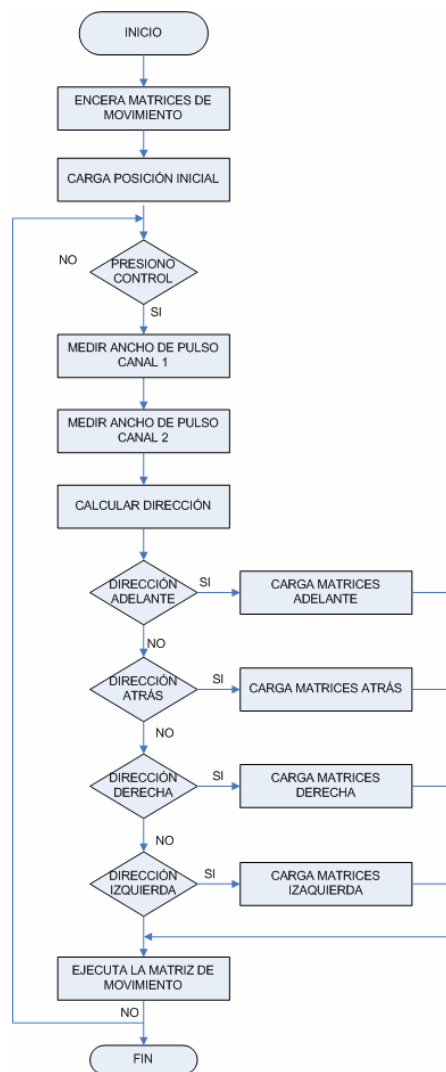 INICIO
ENCERA MATRICES DE
MOVIMIENTO
CARGA POSICIÓN INICIAL
NO
PRESIONO
CONTROL
SI
MEDIR ANCHO DE PULSO
CANAL 1
MEDIR ANCHO DE PULSO
CANAL 2
CALCULAR DIRECCIÓN
DIRECCIÓN
ADELANTE
SI
CARGA MATRICES
ADELANTE
NO
DIRECCIÓN
ATRÁS
SI
CARGA MATRICES ATRÁS
NO
DIRECCIÓN
DERECHA
SI
CARGA MATRICES
DERECHA
NO
DIRECCIÓN
IZQUIERDA
SI
CARGA MATRICES
IZAQUIERDA
EJECUTA LA MATRIZ DE
MOVIMIENTO
NO
FIN